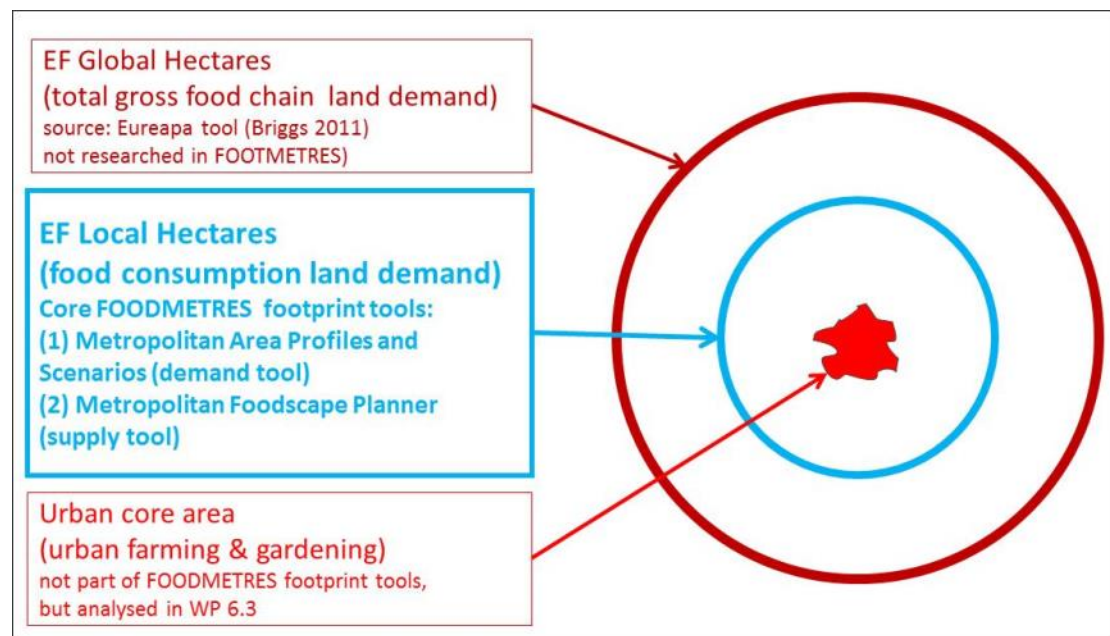 EF Global Hectares
(total gross food chain land demand)
source: Eureapa tool (Briggs 2011)
not researched in FOOTMETRES)
EF Local Hectares
(food consumption land demand)
Core FOODMETRES footprint tools:
(1) Metropolitan Area Profiles and
Scenarios (demand tool)
(2) Metropolitan Foodscape Planner
(supply tool)
Urban core area
(urban farming & gardening)
not part of FOODMETRES footprint tools,
but analysed in WP 6.3